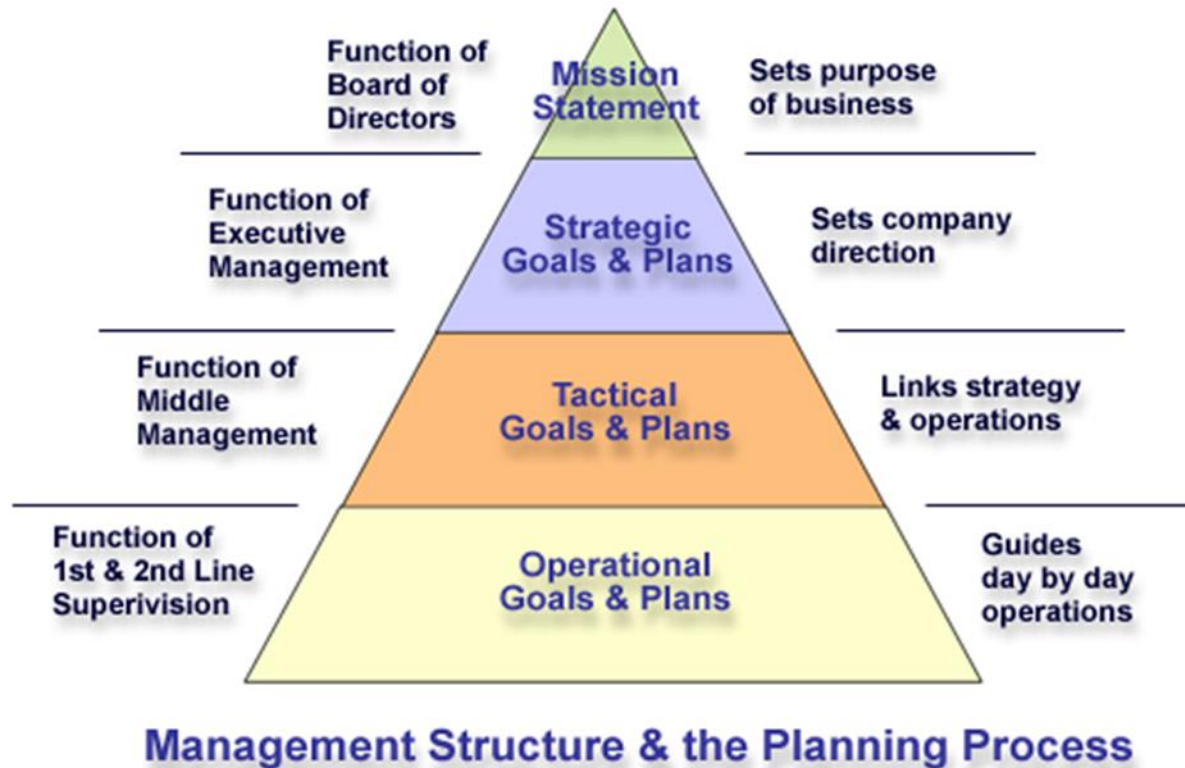 Function of
Board of
Directors
Mission
Statement
Sets purpose
of business
Function of
Executive
Management
Strategic
Goals & Plans
Sets company
direction
Function of
Middle
Management
Tactical
Goals & Plans
Links strategy
& operations
Function of
1st & 2nd Line
Superivision
Operational
Goals & Plans
Guides
day by day
operations
Management Structure & the Planning Process